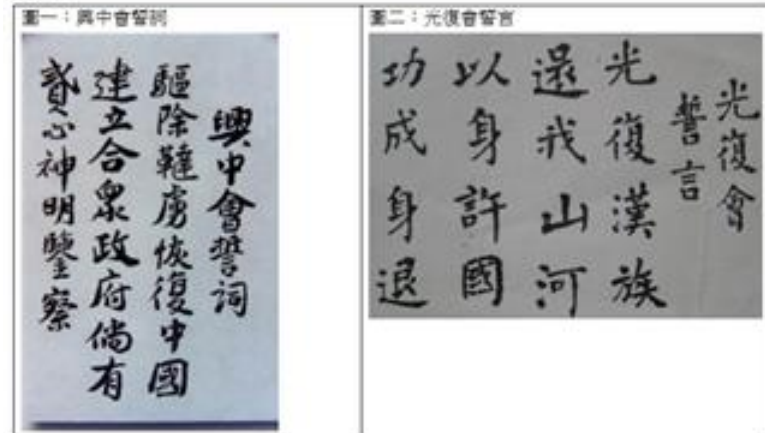 圖一：興中會誓詞
興中會誓詞
驅除韃虜恢復中國
建立合眾政府倘有
貳心神明鑒察
圖二：光復會誓言
光復會
誓言
光復漢族
還我山河
以身許國
功成身退